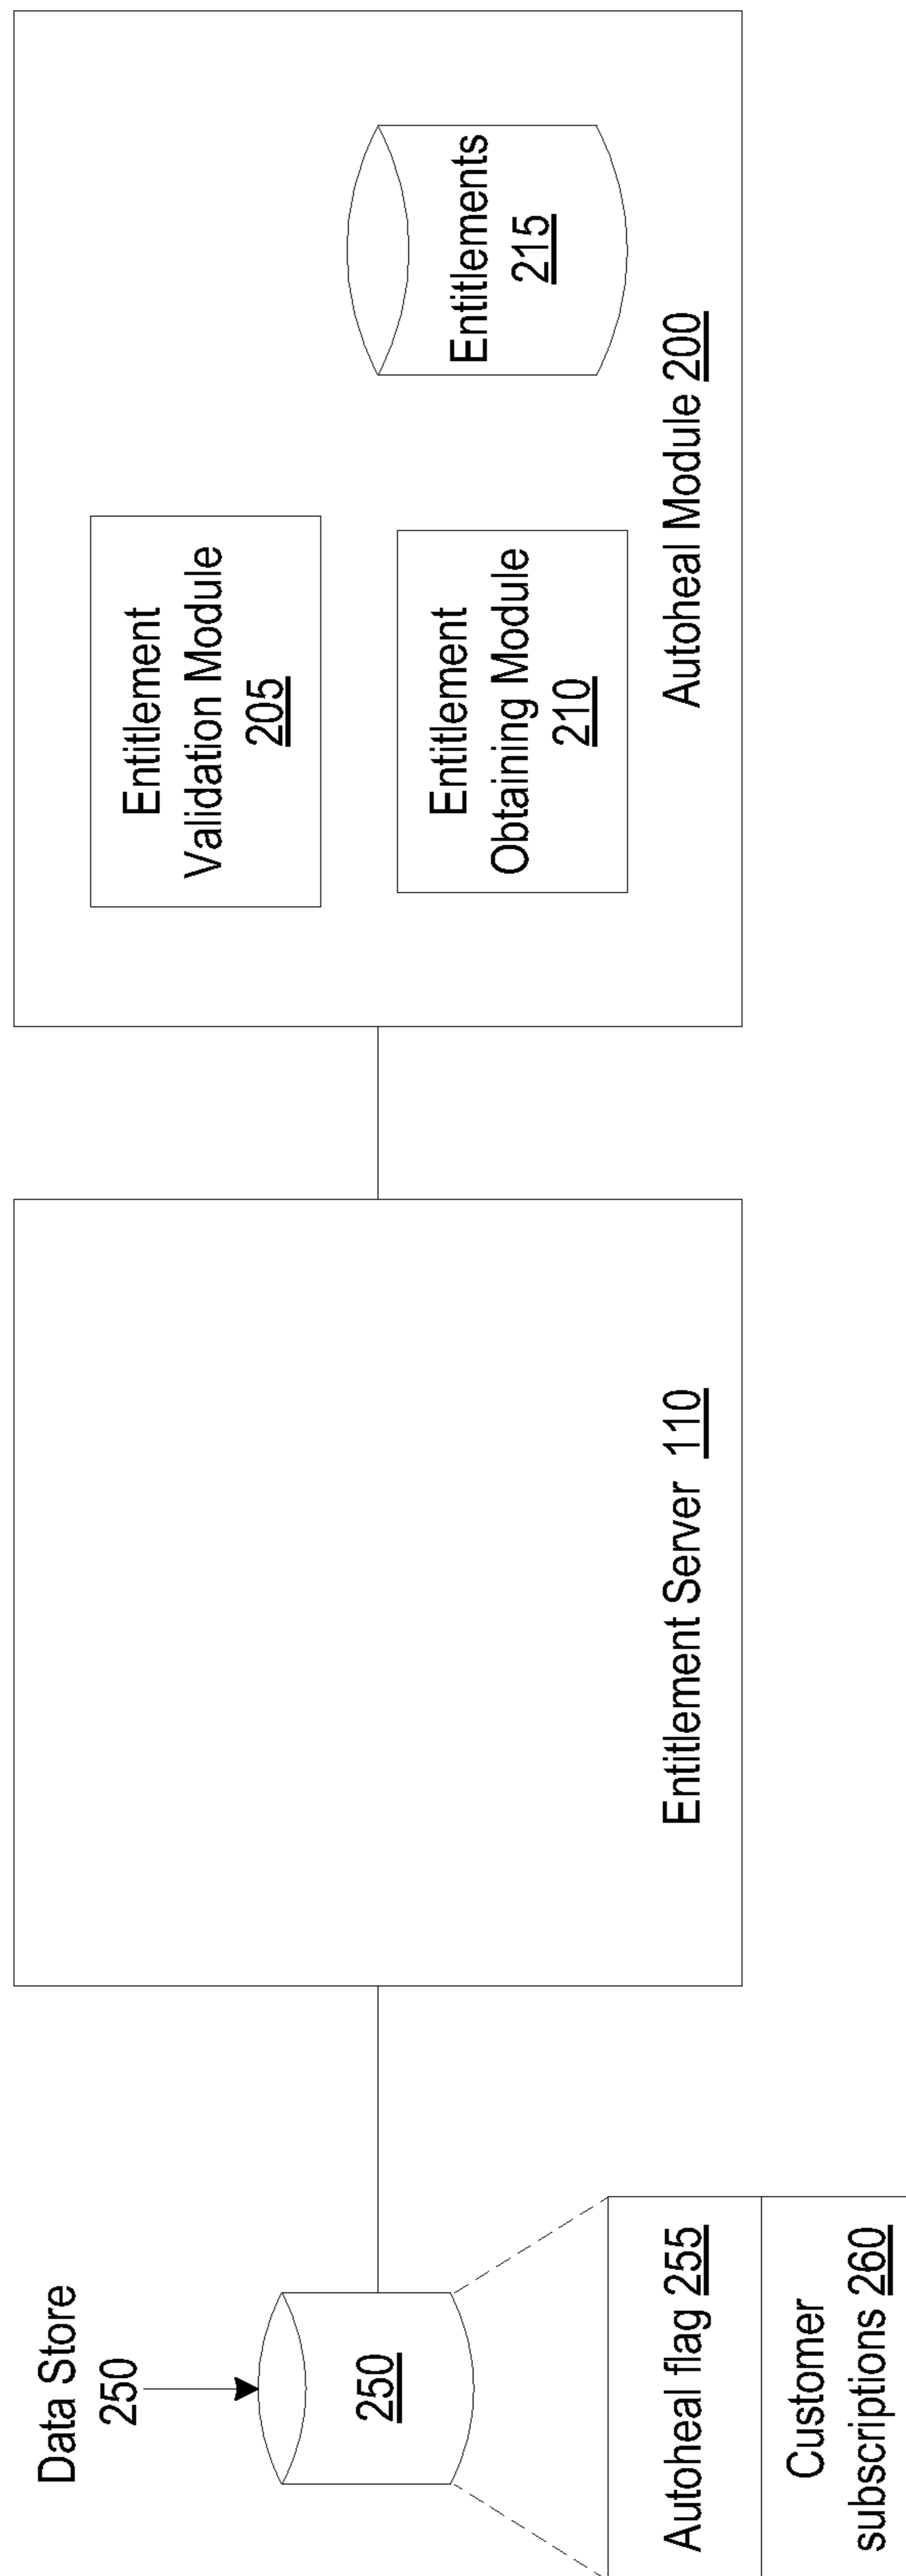 Data Store
250
250
Autoheal flag 255
Customer
subscriptions 260
Entitlement Server 110
Entitlement
Validation Module
205
Entitlement
Obtaining Module
210
Entitlements
215
Autoheal Module 200